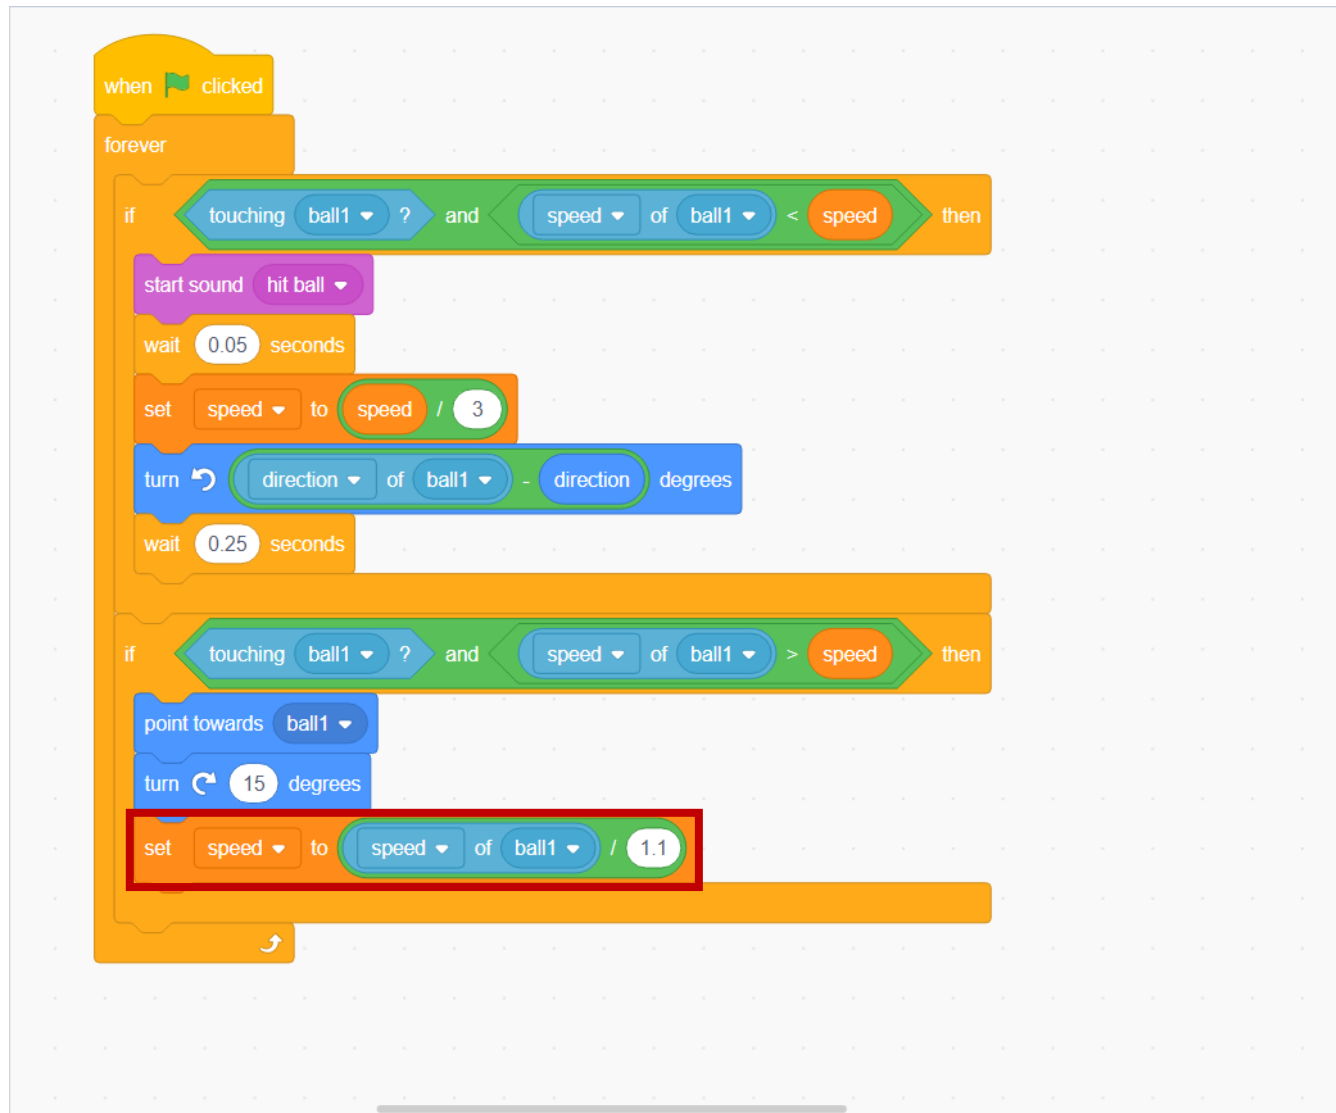 when clicked
forever
if touching ball1 ? and speed of ball1 < speed then
start sound hit ball
wait 0.05 seconds
set speed to speed / 3
turn direction of ball1 - direction degrees
wait 0.25 seconds
if touching ball1 ? and speed of ball1 > speed then
point towards ball1
turn 15 degrees
set speed to speed of ball1 / 1.1